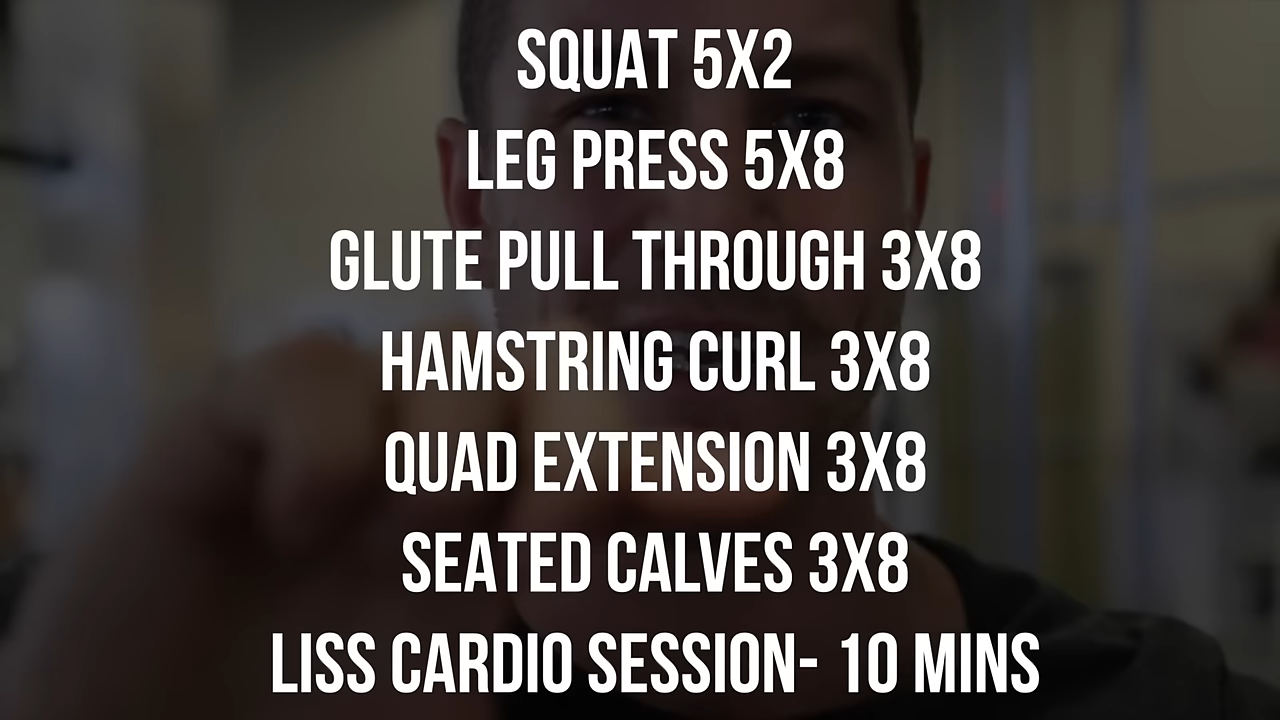 SQUAT 5X2
LEG PRESS 5X8
GLUTE PULL THROUGH 3X8
HAMSTRING CURL 3X8
QUAD EXTENSION 3X8
SEATED CALVES 3X8
LISS CARDIO SESSION- 10 MINS